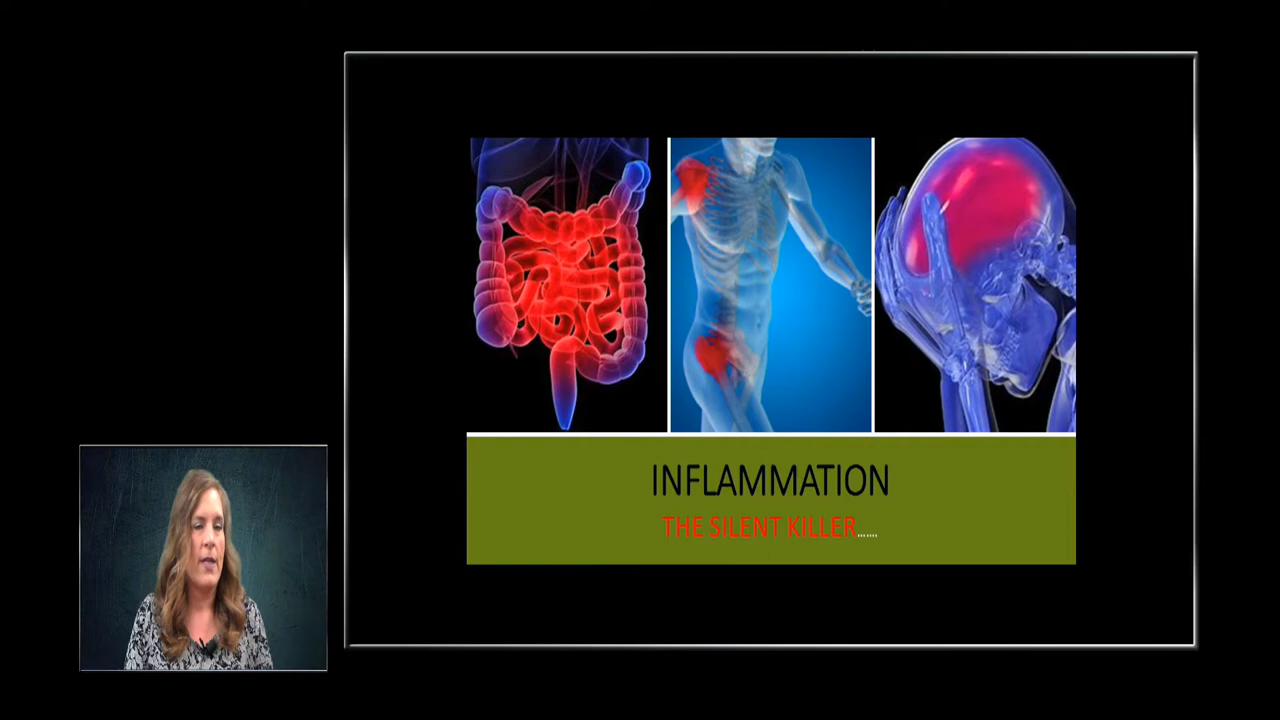 INFLAMMATION
THE SILENT KILLER.......